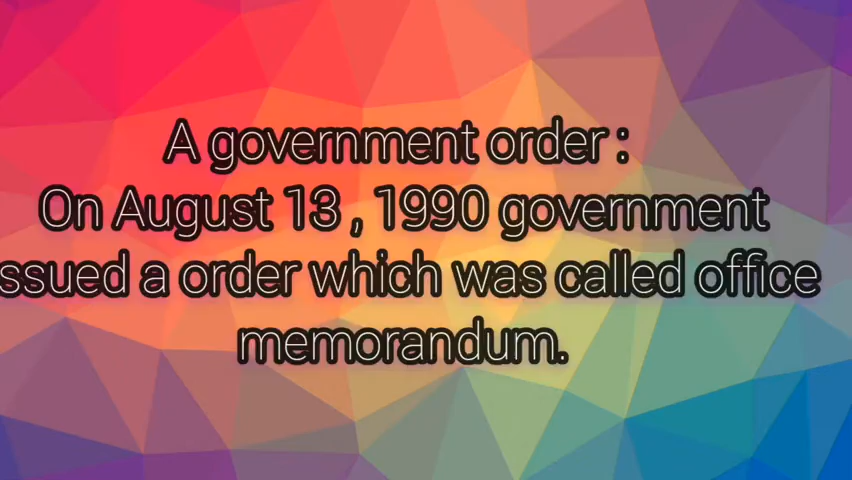 A government order :
On August 13 , 1990 government
ssued a order which was called office
memorandum.